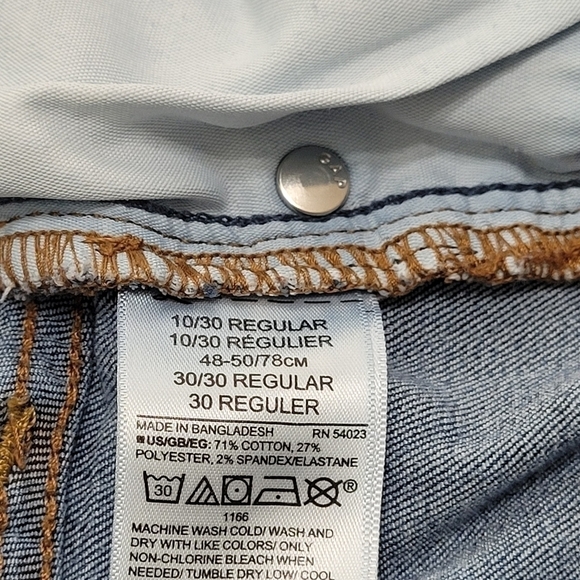 GAP
10/30 REGULAR
10/30 RÉGULIER
48-50/78CM
30/30 REGULAR
30 REGULER
MADE IN BANGLADESH RN 54023
US/GB/EG: 71% COTTON, 27%
POLYESTER, 2% SPANDEX/ELASTANE
30
1166
MACHINE WASH COLD/ WASH AND
DRY WITH LIKE COLORS/ ONLY
NON-CHLORINE BLEACH WHEN
NEEDED/ TUMBLE DRY LOW/ COOL